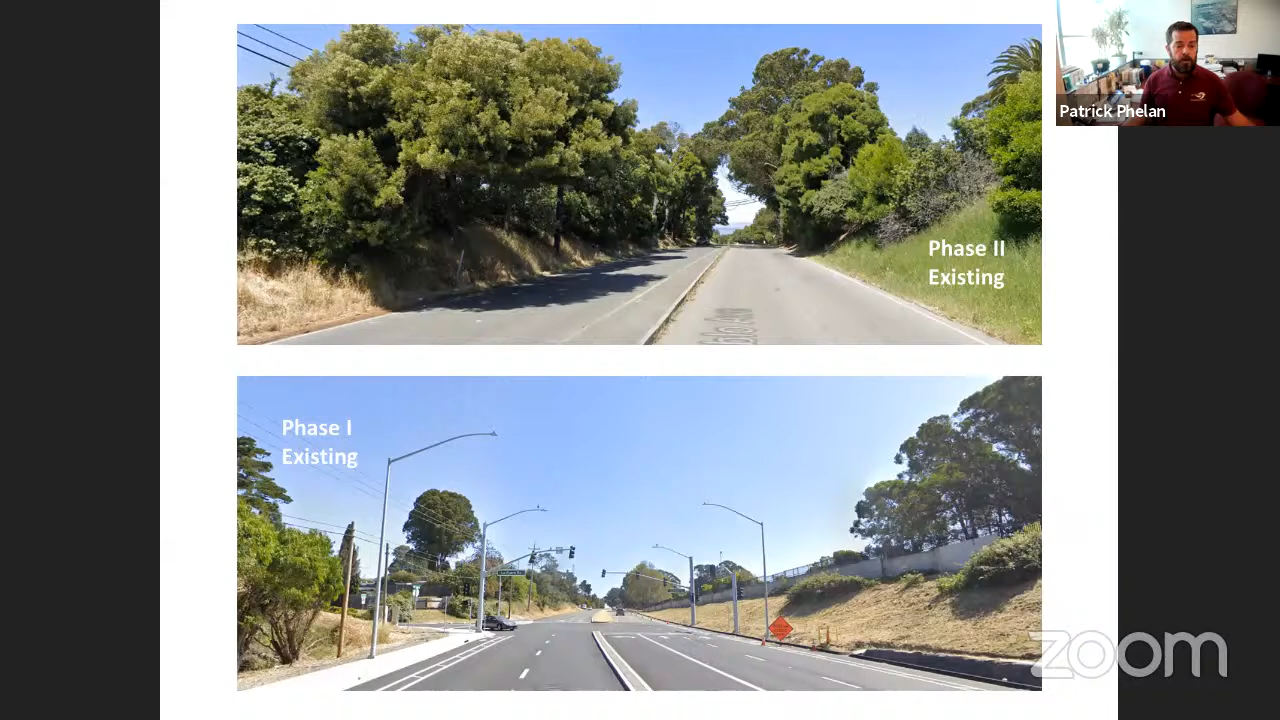 Patrick Phelan
Phase II
Existing
Phase I
Existing
zoom